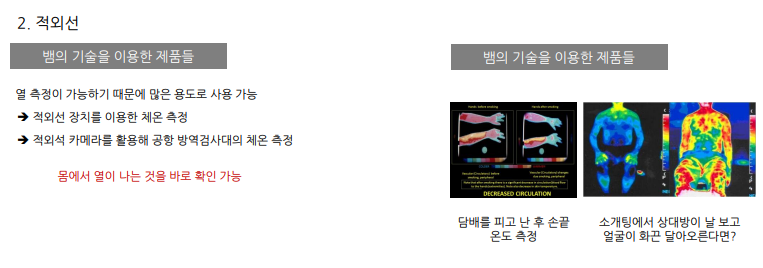 2. 적외선
뱀의 기술을 이용한 제품들
열 측정이 가능하기 때문에 많은 용도로 사용 가능
➔ 적외선 장치를 이용한 체온 측정
➔ 적외석 카메라를 활용해 공항 방역검사대의 체온 측정
몸에서 열이 나는 것을 바로 확인 가능
뱀의 기술을 이용한 제품들
DECREASED CIRCULATION
담배를 피고 난 후 손끝
온도 측정
소개팅에서 상대방이 날 보고
얼굴이 화끈 달아오른다면?